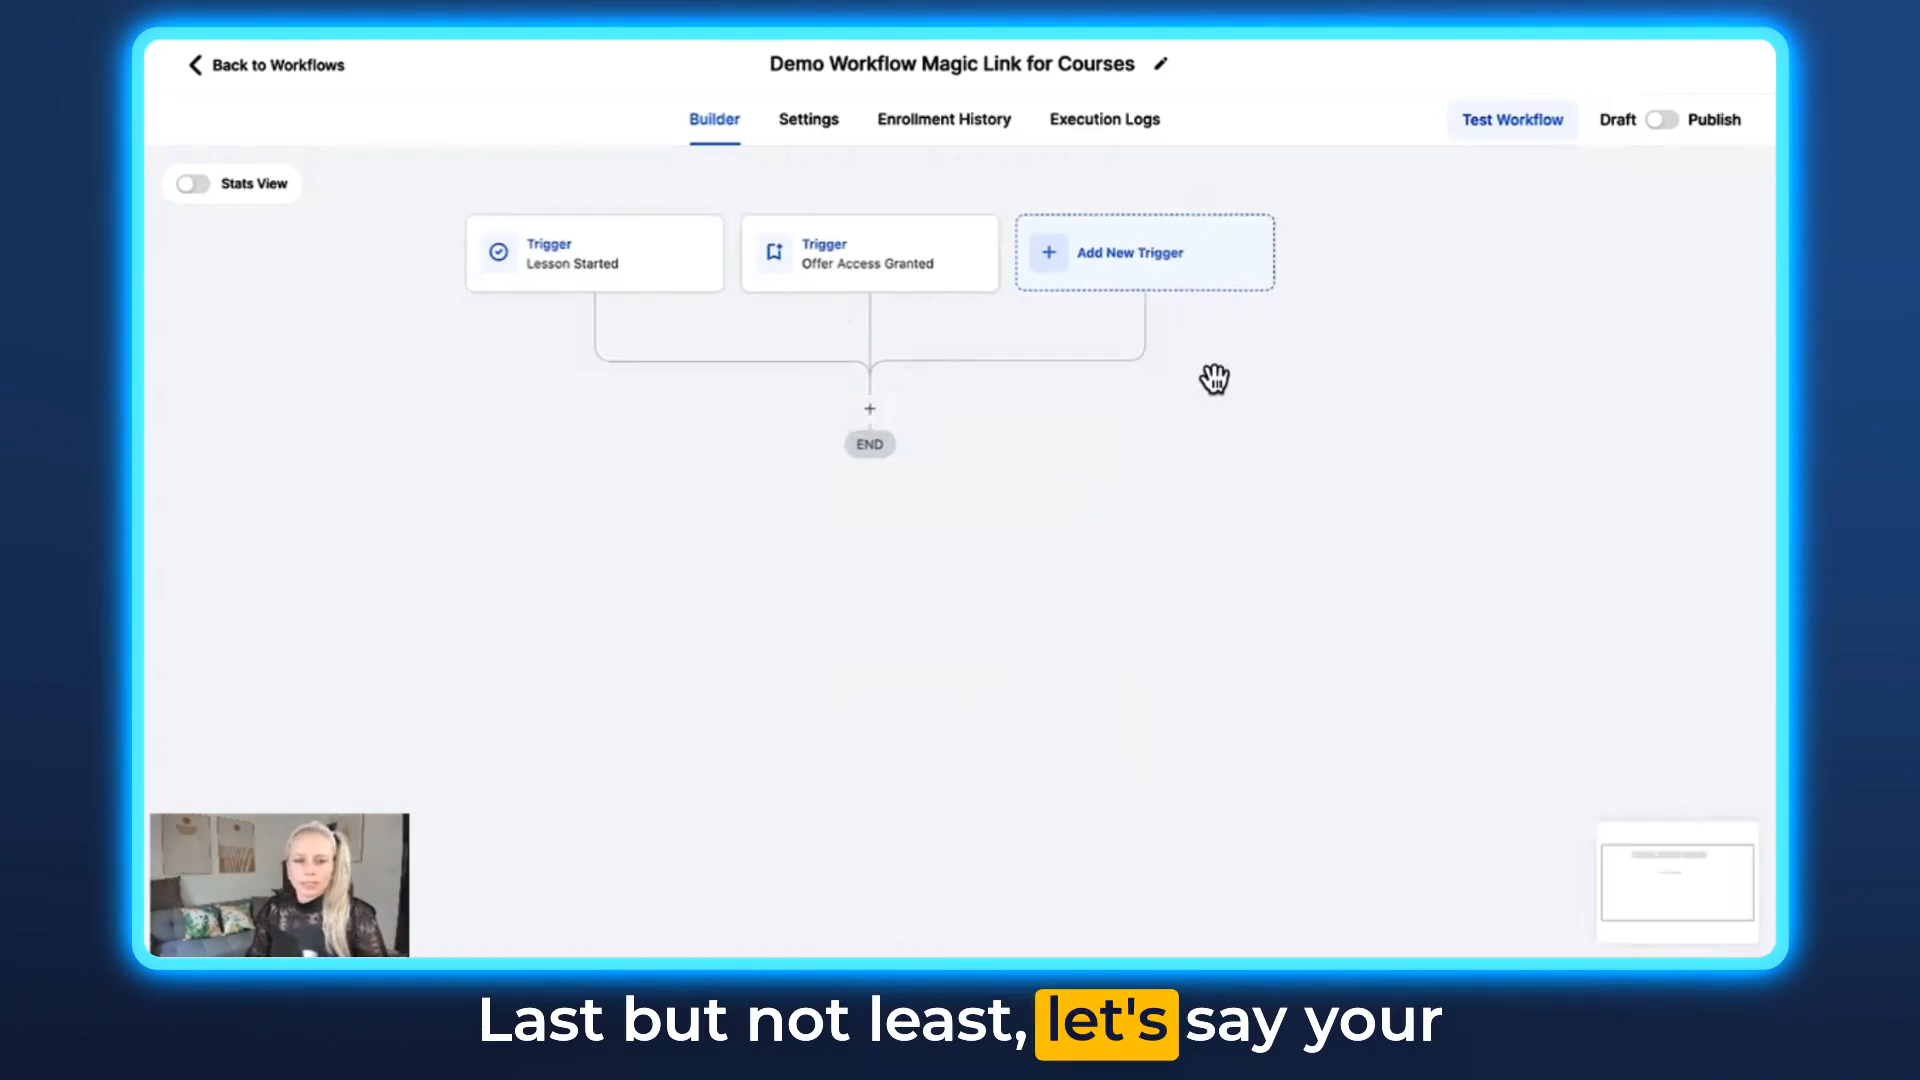 Back to Workflows
Demo Workflow Magic Link for Courses
Builder
Settings
Enrollment History
Execution Logs
Test Workflow
Draft
Publish
Stats View
Trigger
Lesson Started
Trigger
Offer Access Granted
+ Add New Trigger
+
END
Last but not least, let's say your